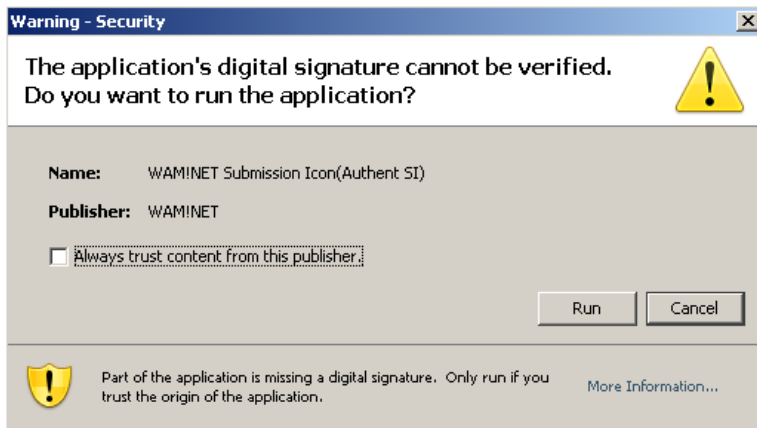 Warning - Security
The application's digital signature cannot be verified.
Do you want to run the application?
Name: WAM!NET Submission Icon(Authent SI)
Publisher: WAM!NET
Always trust content from this publisher.
Run Cancel
Part of the application is missing a digital signature. Only run if you
trust the origin of the application.
More Information...